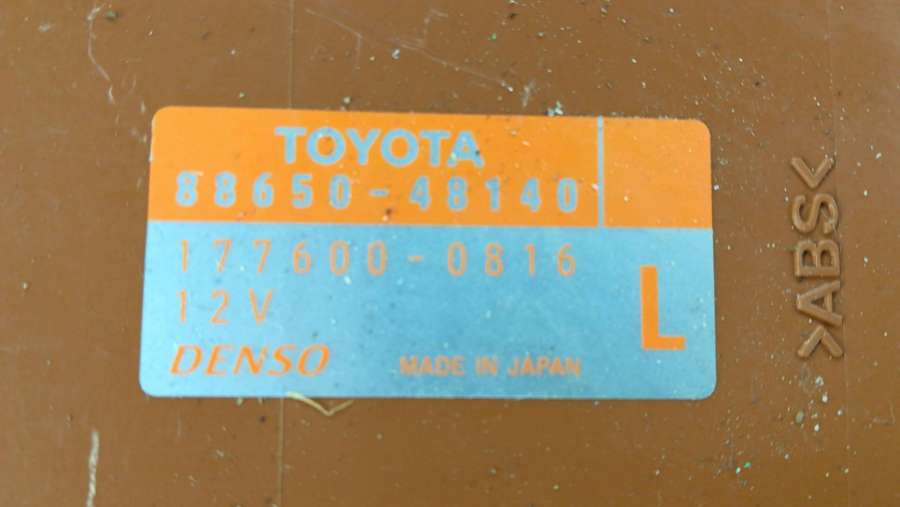 TOYOTA
88650-48140
177600-0816
12V
L
DENSO
MADE IN JAPAN
>ABS<